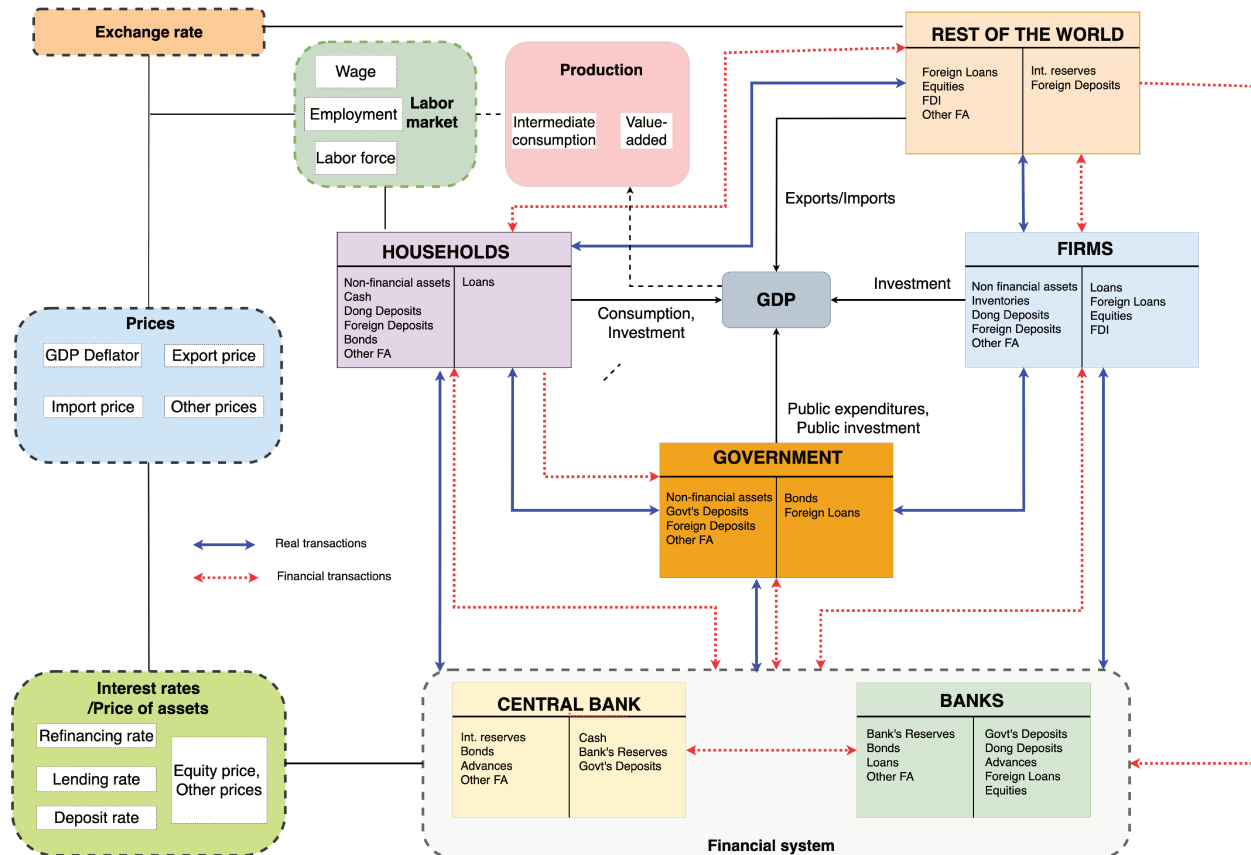 Exchange rate
REST OF THE WORLD
Foreign Loans
Equities
FDI
Other FA
Int. reserves
Foreign Deposits
Wage
Employment
Labor force
Labor
market
Production
Intermediate
consumption
Value-
added
Exports/Imports
HOUSEHOLDS
Non-financial assets
Cash
Dong Deposits
Foreign Deposits
Bonds
Other FA
Loans
Consumption,
Investment
GDP
Investment
FIRMS
Non financial assets
Inventories
Dong Deposits
Foreign Deposits
Other FA
Loans
Foreign Loans
Equities
FDI
Prices
GDP Deflator
Export price
Import price
Other prices
Public expenditures,
Public investment
GOVERNMENT
Non-financial assets
Govt's Deposits
Foreign Deposits
Other FA
Bonds
Foreign Loans
Real transactions
Financial transactions
Interest rates
/Price of assets
Refinancing rate
Lending rate
Deposit rate
Equity price,
Other prices
CENTRAL BANK
Int. reserves
Bonds
Advances
Other FA
Cash
Bank's Reserves
Govt's Deposits
BANKS
Bank's Reserves
Bonds
Loans
Other FA
Govt's Deposits
Dong Deposits
Advances
Foreign Loans
Equities
Financial system